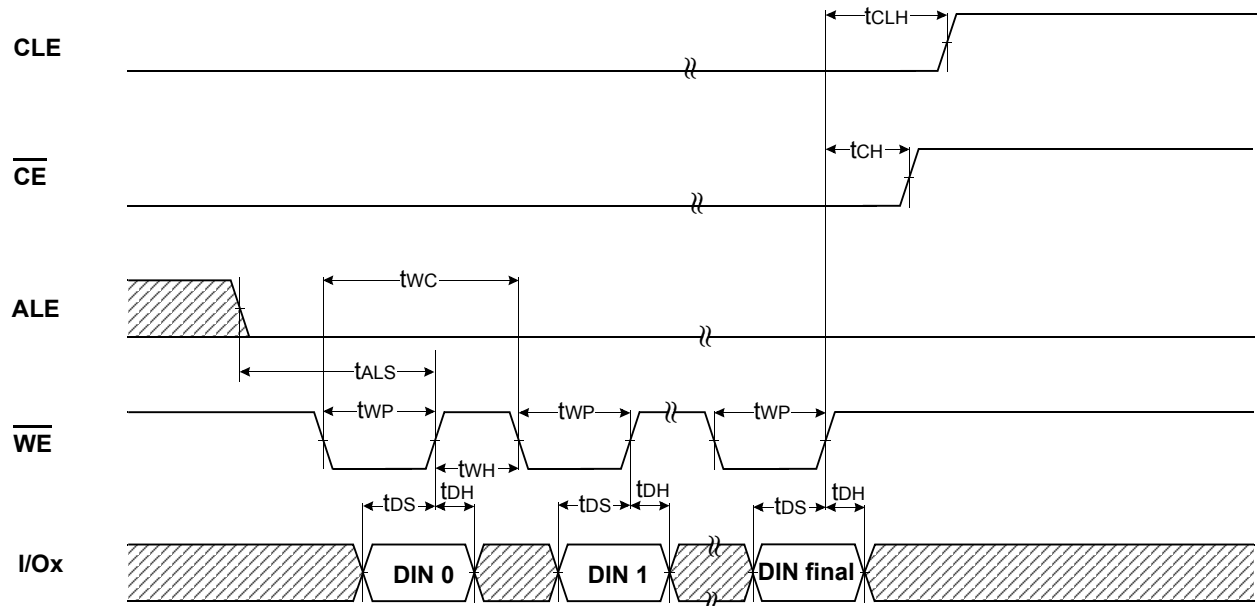 CLE
tCLH
CE
tCH
ALE
tWC
tALS
WE
tWP
tWP
tWP
tWH
tDS
tDH
tDS
tDH
tDS
tDH
I/Ox
DIN 0
DIN 1
DIN final